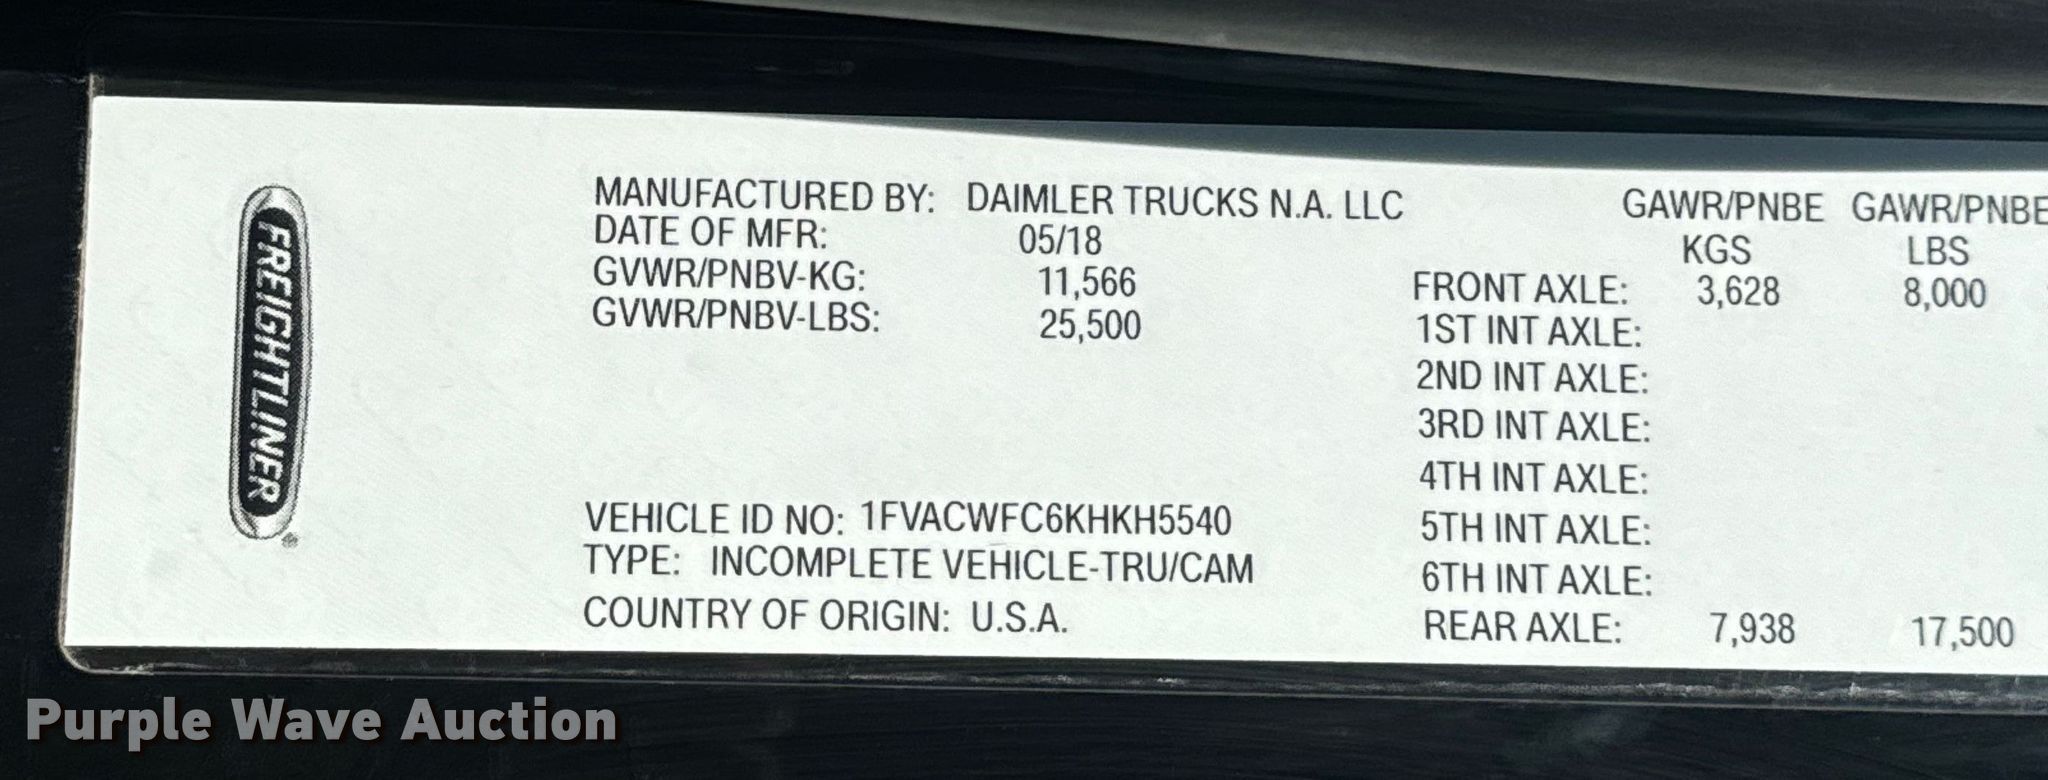 FREIGHTLINER
MANUFACTURED BY: DAIMLER TRUCKS N.A. LLC
DATE OF MFR: 05/18
GVWR/PNBV-KG: 11,566
GVWR/PNBV-LBS: 25,500
VEHICLE ID NO: 1FVACWFC6KHKH5540
TYPE: INCOMPLETE VEHICLE-TRU/CAM
COUNTRY OF ORIGIN: U.S.A.
GAWR/PNBE GAWR/PNBE
KGS LBS
FRONT AXLE: 3,628 8,000
1ST INT AXLE:
2ND INT AXLE:
3RD INT AXLE:
4TH INT AXLE:
5TH INT AXLE:
6TH INT AXLE:
REAR AXLE: 7,938 17,500
Purple Wave Auction